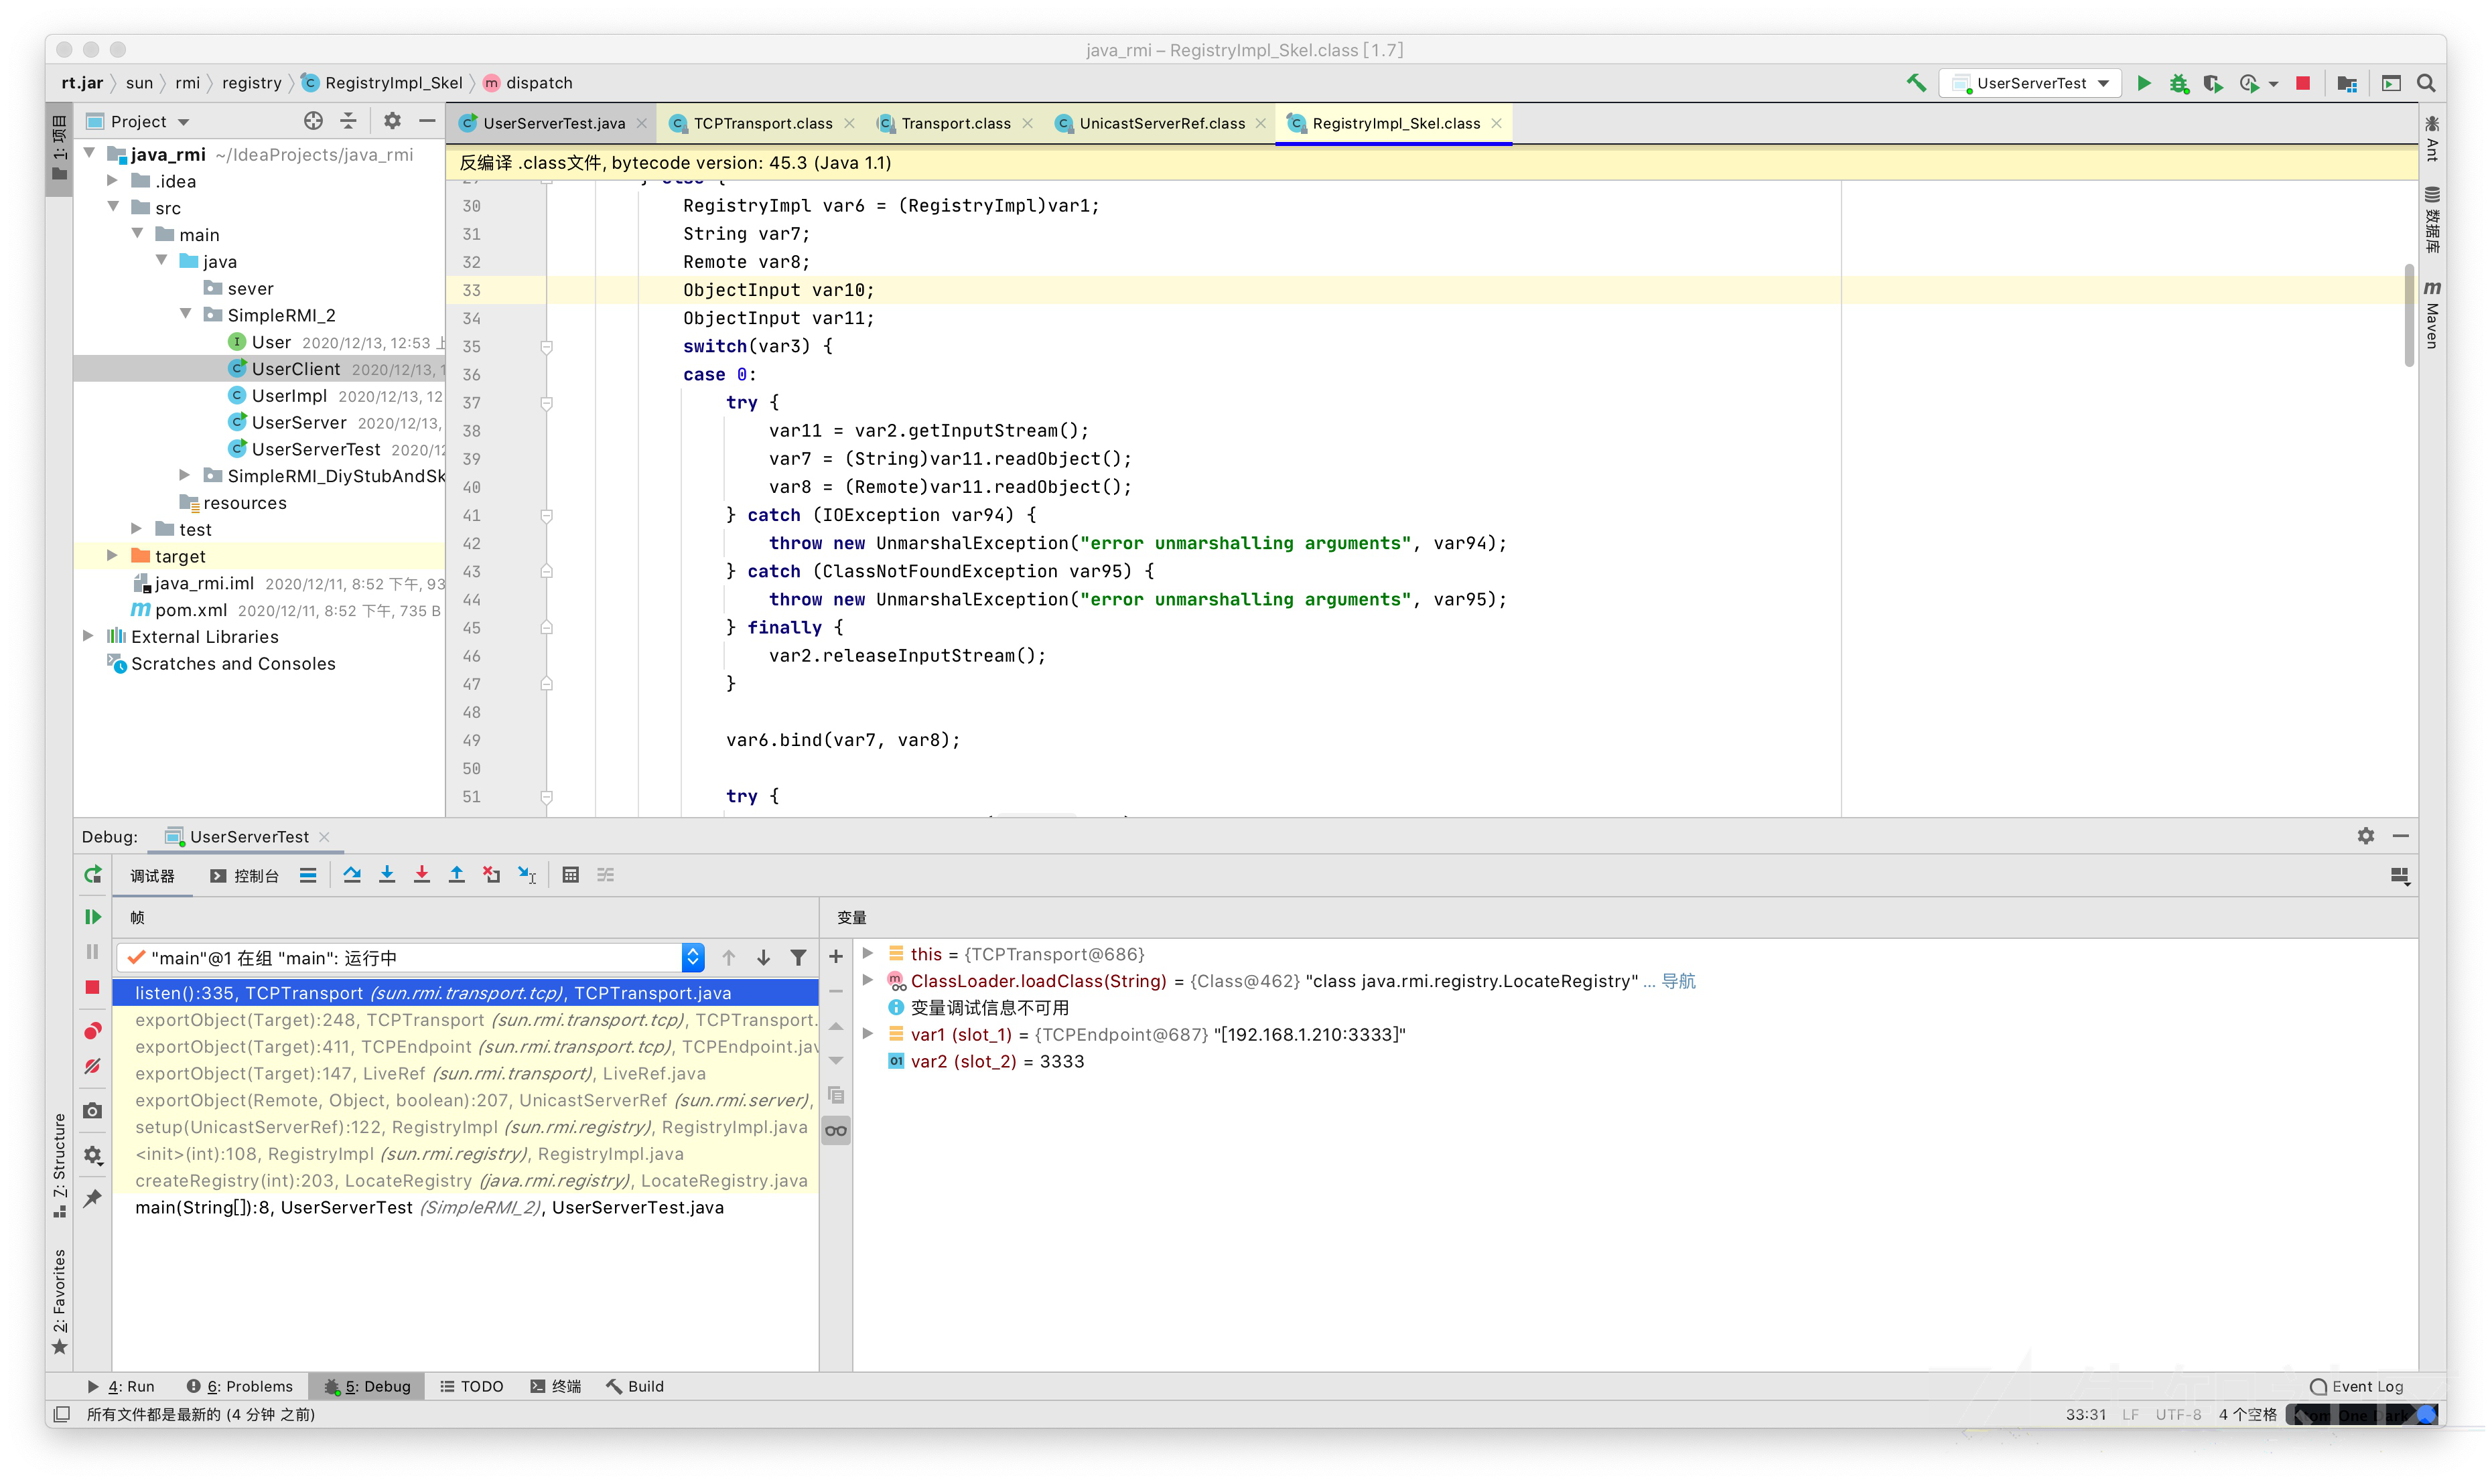 java_rmi – RegistryImpl_Skel.class [1.7]
rt.jar sun rmi registry RegistryImpl_Skel dispatch
UserServerTest
1: 项目
Project
UserServerTest.java TCPTransport.class Transport.class UnicastServerRef.class RegistryImpl_Skel.class
反编译 .class文件, bytecode version: 45.3 (Java 1.1)
java_rmi ~/IdeaProjects/java_rmi
.idea
src
main
java
sever
SimpleRMI_2
User 2020/12/13, 12:53 上
UserClient 2020/12/13, 1
UserImpl 2020/12/13, 12
UserServer 2020/12/13,
UserServerTest 2020/12
SimpleRMI_DiyStubAndSk
resources
test
target
java_rmi.iml 2020/12/11, 8:52 下午, 93
pom.xml 2020/12/11, 8:52 下午, 735 B
External Libraries
Scratches and Consoles
29 } else {
30 RegistryImpl var6 = (RegistryImpl)var1;
31 String var7;
32 Remote var8;
33 ObjectInput var10;
34 ObjectInput var11;
35 switch(var3) {
36 case 0:
37 try {
38 var11 = var2.getInputStream();
39 var7 = (String)var11.readObject();
40 var8 = (Remote)var11.readObject();
41 } catch (IOException var94) {
42 throw new UnmarshalException("error unmarshalling arguments", var94);
43 } catch (ClassNotFoundException var95) {
44 throw new UnmarshalException("error unmarshalling arguments", var95);
45 } finally {
46 var2.releaseInputStream();
47 }
48
49 var6.bind(var7, var8);
50
51 try {
Ant
数据库
Maven
Debug: UserServerTest
调试器 控制台
帧
变量
"main"@1 在组 "main": 运行中
listen():335, TCPTransport (sun.rmi.transport.tcp), TCPTransport.java
exportObject(Target):248, TCPTransport (sun.rmi.transport.tcp), TCPTransport.
exportObject(Target):411, TCPEndpoint (sun.rmi.transport.tcp), TCPEndpoint.jav
exportObject(Target):147, LiveRef (sun.rmi.transport), LiveRef.java
exportObject(Remote, Object, boolean):207, UnicastServerRef (sun.rmi.server),
setup(UnicastServerRef):122, RegistryImpl (sun.rmi.registry), RegistryImpl.java
<init>(int):108, RegistryImpl (sun.rmi.registry), RegistryImpl.java
createRegistry(int):203, LocateRegistry (java.rmi.registry), LocateRegistry.java
main(String[]):8, UserServerTest (SimpleRMI_2), UserServerTest.java
this = {TCPTransport@686}
ClassLoader.loadClass(String) = {Class@462} "class java.rmi.registry.LocateRegistry" ... 导航
变量调试信息不可用
var1 (slot_1) = {TCPEndpoint@687} "[192.168.1.210:3333]"
var2 (slot_2) = 3333
Z: Structure
2: Favorites
4: Run 6: Problems 5: Debug TODO 终端 Build Event Log
所有文件都是最新的 (4 分钟 之前)
33:31 LF UTF-8 4 个空格